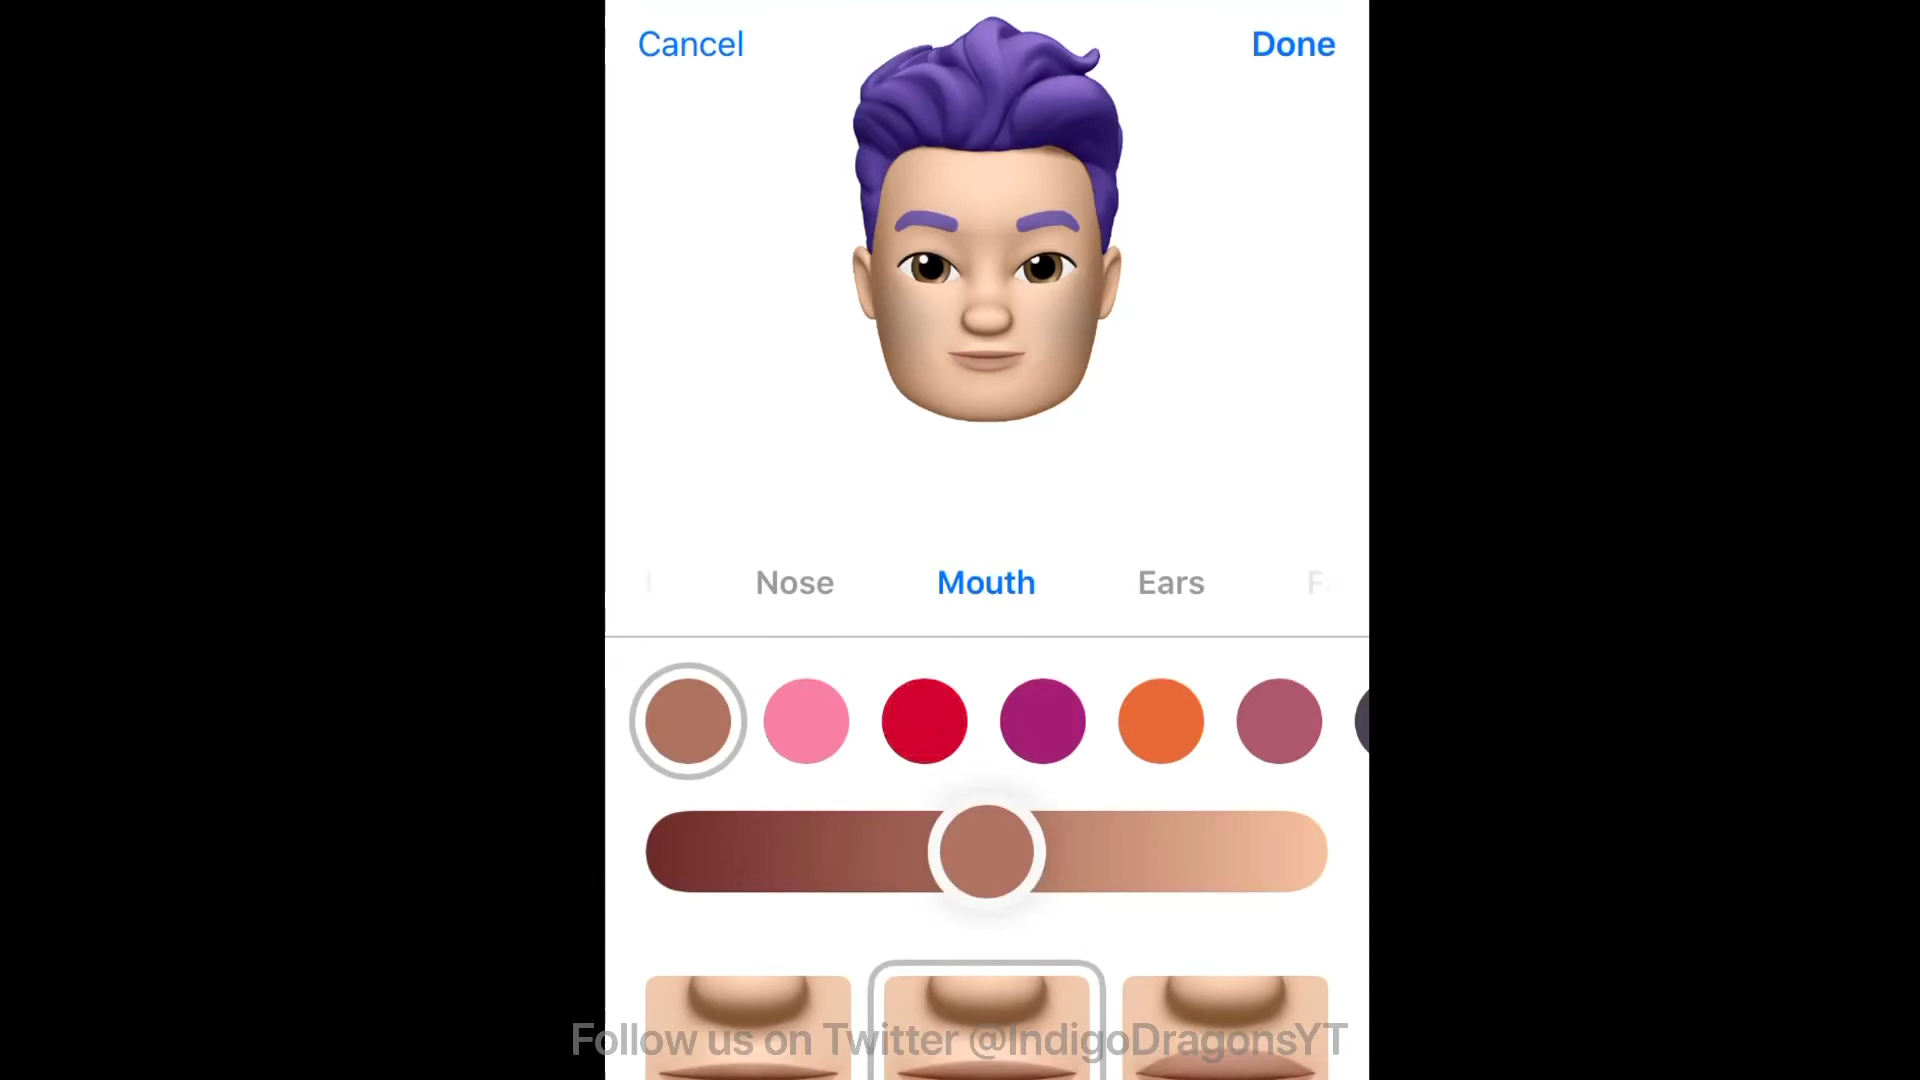 Cancel
Done
Nose
Mouth
Ears
Follow us on Twitter @IndigoDragonsYT